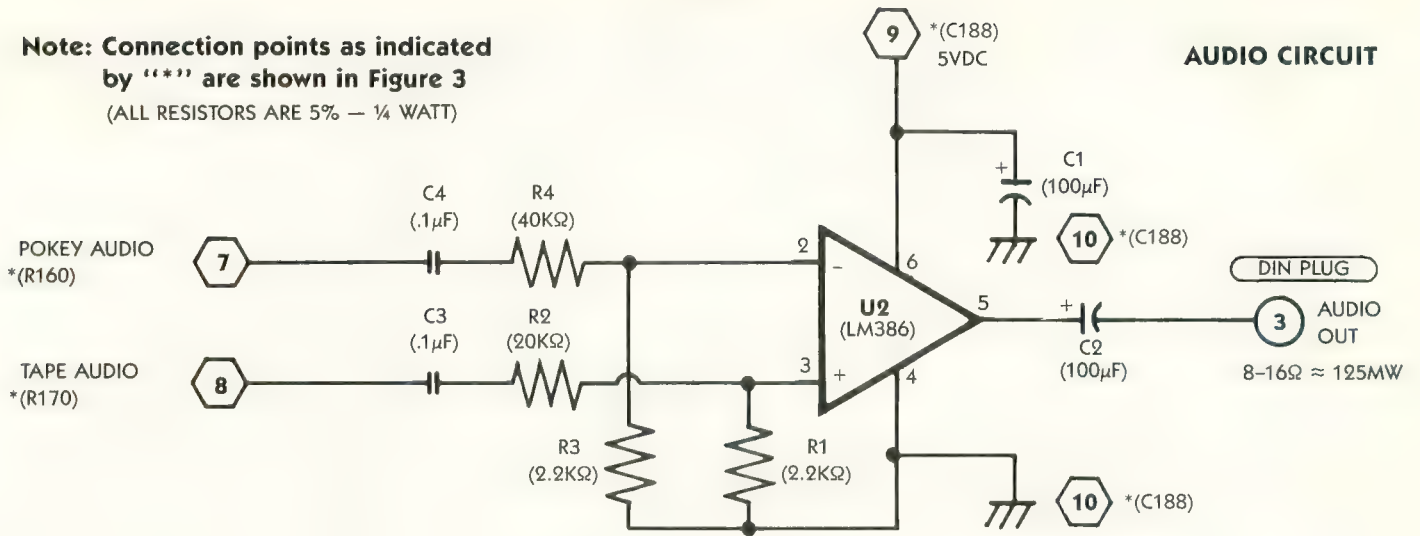 Note: Connection points as indicated
by "*" are shown in Figure 3
(ALL RESISTORS ARE 5% — ¼ WATT)
AUDIO CIRCUIT
9
*(C188)
5VDC
C1
(100µF)
+
10
*(C188)
POKEY AUDIO
*(R160)
7
C4
(.1µF)
R4
(40KΩ)
2
-
6
U2
(LM386)
5
+
C2
(100µF)
DIN PLUG
3
AUDIO
OUT
8–16Ω ≈ 125MW
TAPE AUDIO
*(R170)
8
C3
(.1µF)
R2
(20KΩ)
3
+
4
R3
(2.2KΩ)
R1
(2.2KΩ)
10
*(C188)